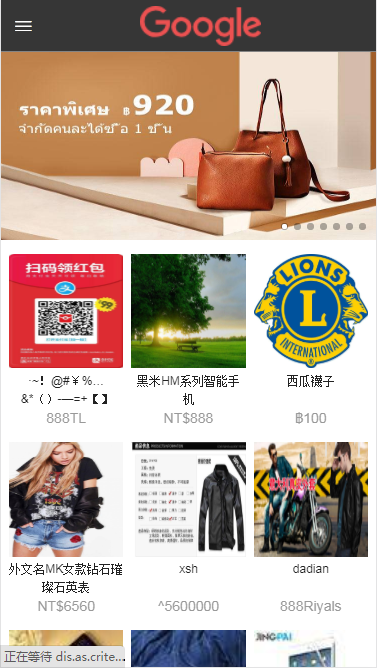 Google
ราคาพิเศษ ฿920
จำกัดคนละได้ซื้อ 1 ชิ้น
扫码领红包
LIONS
L
INTERNATIONAL
·~！@#￥%…
&*（）-—=+【 】
888TL
黑米HM系列智能手
机
NT$888
西瓜襪子
฿100
外文名MK女款钻石璀
璨石英表
NT$6560
xsh
^5600000
dadian
888Riyals
JINGPAI
正在等待 dis.as.crite...